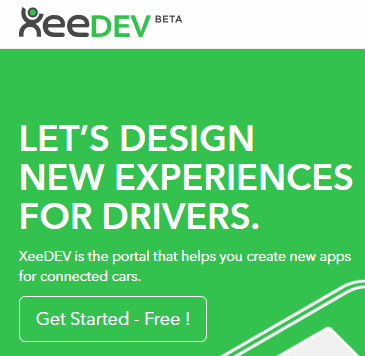 XeeDEV BETA
LET'S DESIGN
NEW EXPERIENCES
FOR DRIVERS.
XeeDEV is the portal that helps you create new apps
for connected cars.
Get Started - Free !